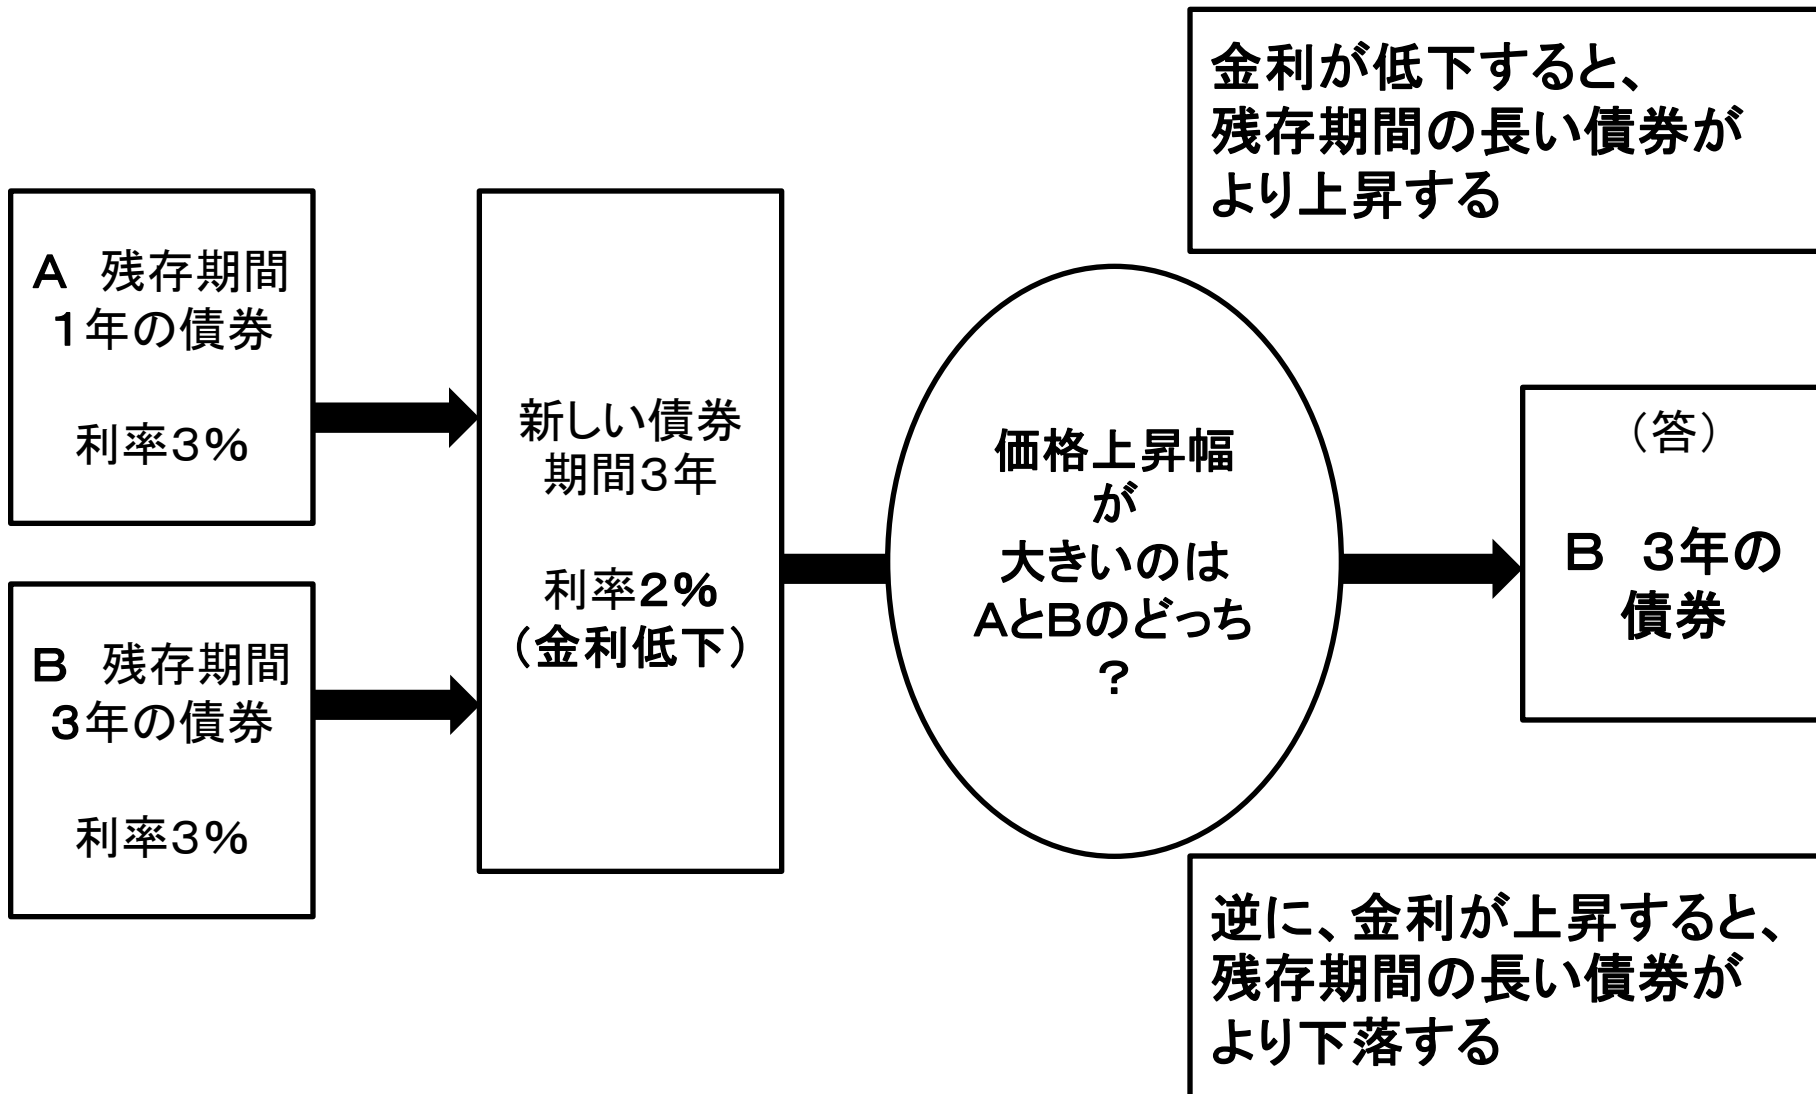 金利が低下すると、
残存期間の長い債券が
より上昇する
A　残存期間
１年の債券
利率３％
B　残存期間
３年の債券
利率３％
新しい債券
期間３年
利率２％
（金利低下）
価格上昇幅
が
大きいのは
AとBのどっち
？
（答）
B　３年の
債券
逆に、金利が上昇すると、
残存期間の長い債券が
より下落する